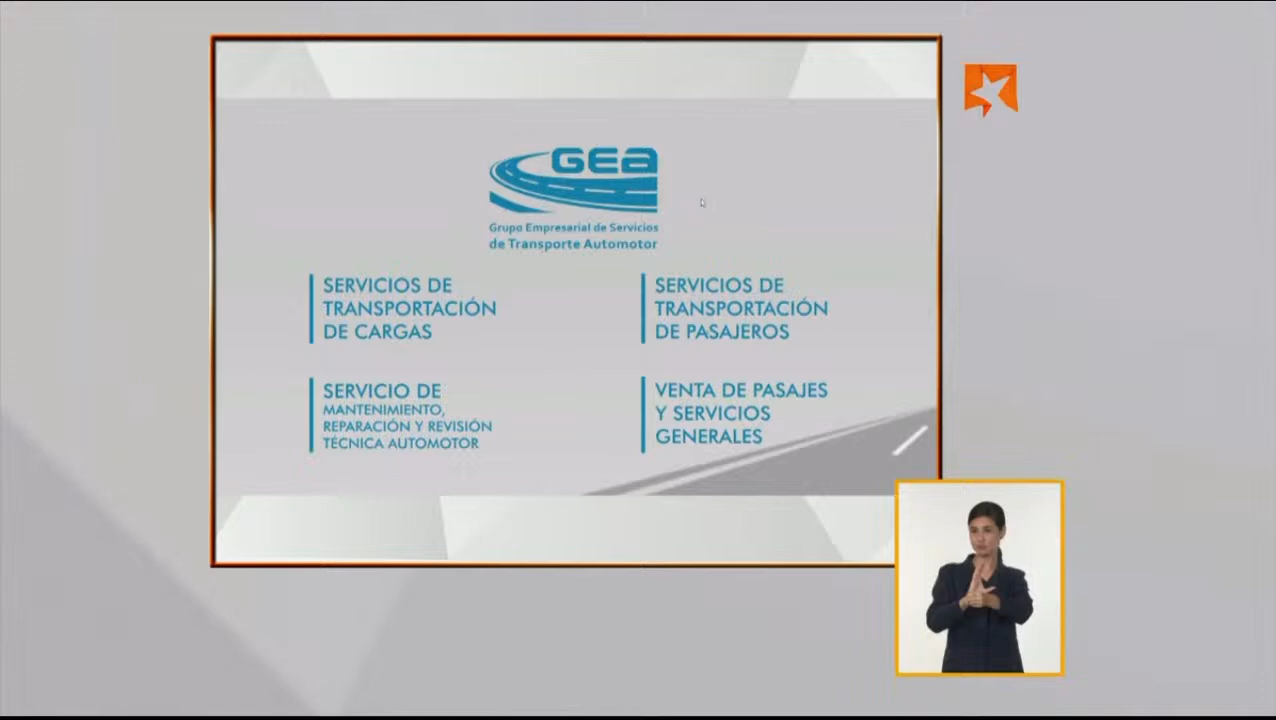 GEA
Grupo Empresarial de Servicios
de Transporte Automotor
SERVICIOS DE
TRANSPORTACIÓN
DE CARGAS
SERVICIOS DE
TRANSPORTACIÓN
DE PASAJEROS
SERVICIO DE
MANTENIMIENTO,
REPARACIÓN Y REVISIÓN
TÉCNICA AUTOMOTOR
VENTA DE PASAJES
Y SERVICIOS
GENERALES